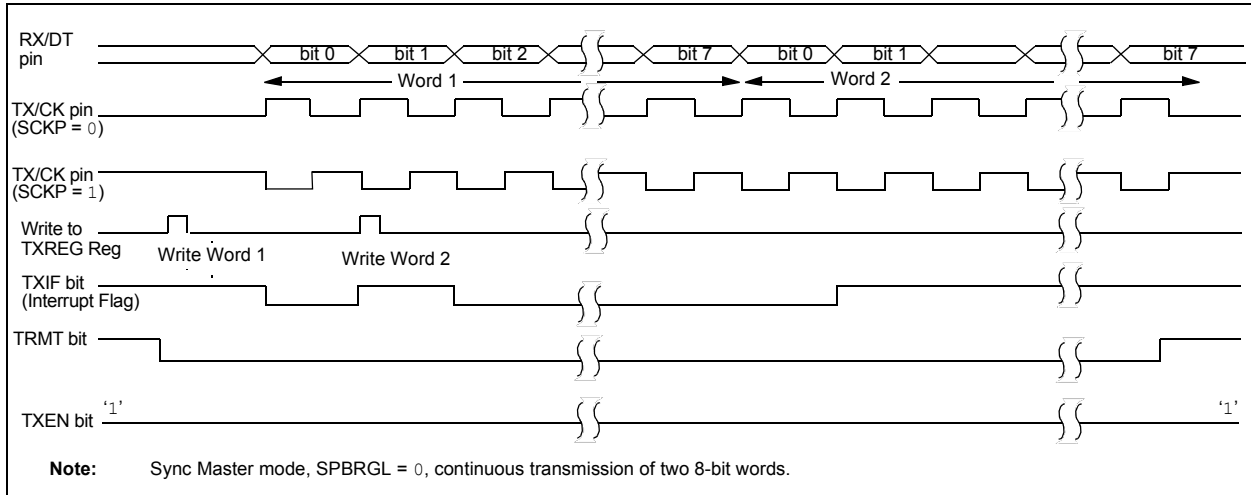 RX/DT
pin
bit 0 bit 1 bit 2 bit 7 bit 0 bit 1 bit 7
Word 1 Word 2
TX/CK pin
(SCKP = 0)
TX/CK pin
(SCKP = 1)
Write to
TXREG Reg
Write Word 1 Write Word 2
TXIF bit
(Interrupt Flag)
TRMT bit
TXEN bit
‘1’ ‘1’
Note: Sync Master mode, SPBRGL = 0, continuous transmission of two 8-bit words.